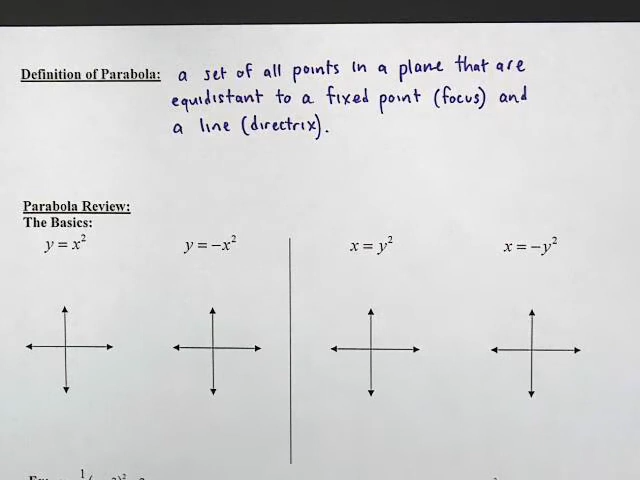 Definition of Parabola: a set of all points in a plane that are
equidistant to a fixed point (focus) and
a line (directrix).
Parabola Review:
The Basics:
y = x² y = −x² x = y² x = −y²